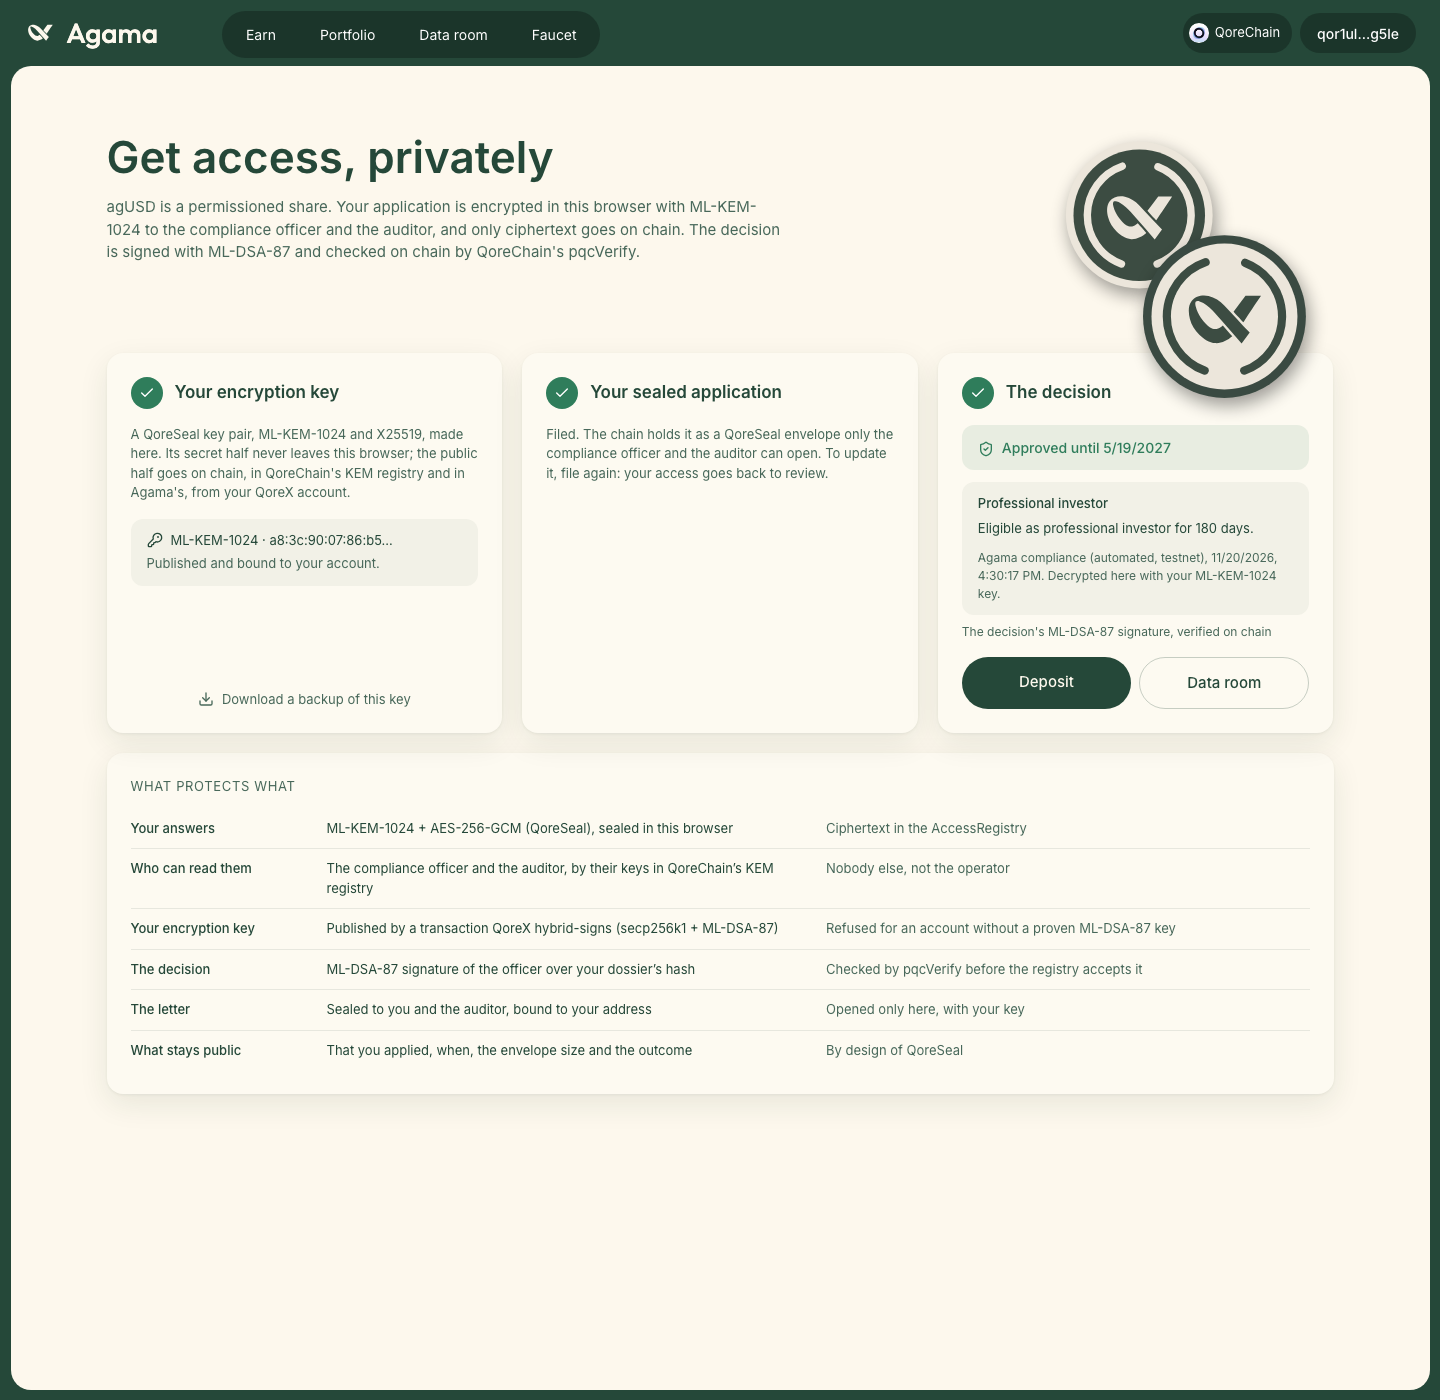 Agama
Earn
Portfolio
Data room
Faucet
QoreChain
qor1ul...g5le
Get access, privately
agUSD is a permissioned share. Your application is encrypted in this browser with ML-KEM-
1024 to the compliance officer and the auditor, and only ciphertext goes on chain. The decision
is signed with ML-DSA-87 and checked on chain by QoreChain's pqcVerify.
Your encryption key
A QoreSeal key pair, ML-KEM-1024 and X25519, made
here. Its secret half never leaves this browser; the public
half goes on chain, in QoreChain's KEM registry and in
Agama's, from your QoreX account.
ML-KEM-1024 · a8:3c:90:07:86:b5...
Published and bound to your account.
Download a backup of this key
Your sealed application
Filed. The chain holds it as a QoreSeal envelope only the
compliance officer and the auditor can open. To update
it, file again: your access goes back to review.
The decision
Approved until 5/19/2027
Professional investor
Eligible as professional investor for 180 days.
Agama compliance (automated, testnet), 11/20/2026,
4:30:17 PM. Decrypted here with your ML-KEM-1024
key.
The decision's ML-DSA-87 signature, verified on chain
Deposit
Data room
WHAT PROTECTS WHAT
Your answers
ML-KEM-1024 + AES-256-GCM (QoreSeal), sealed in this browser
Ciphertext in the AccessRegistry
Who can read them
The compliance officer and the auditor, by their keys in QoreChain’s KEM
registry
Nobody else, not the operator
Your encryption key
Published by a transaction QoreX hybrid-signs (secp256k1 + ML-DSA-87)
Refused for an account without a proven ML-DSA-87 key
The decision
ML-DSA-87 signature of the officer over your dossier’s hash
Checked by pqcVerify before the registry accepts it
The letter
Sealed to you and the auditor, bound to your address
Opened only here, with your key
What stays public
That you applied, when, the envelope size and the outcome
By design of QoreSeal